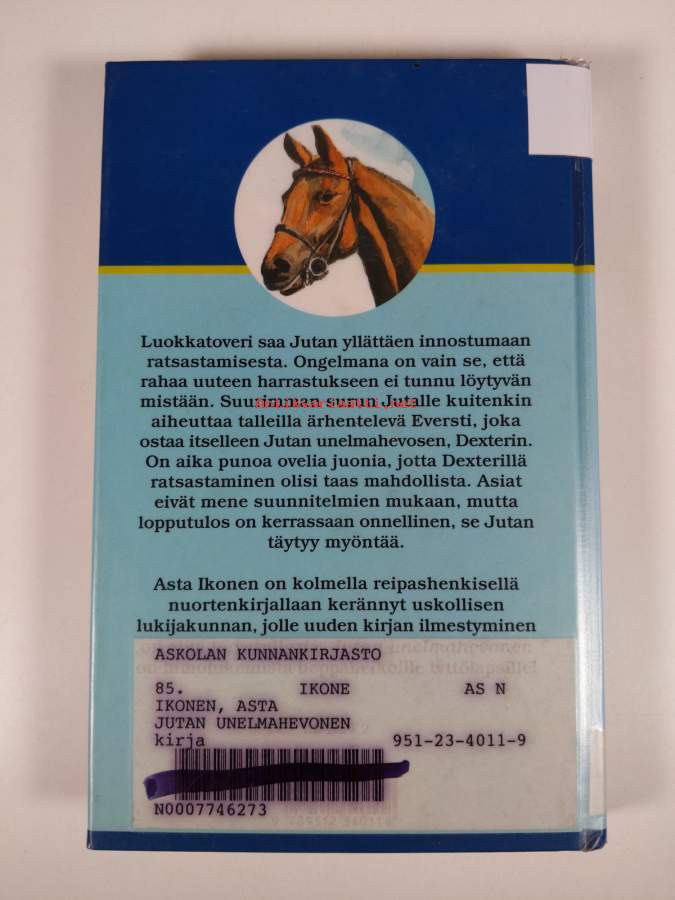 Luokkatoveri saa Jutan yllättäen innostumaan
ratsastamisesta. Ongelmana on vain se, että
rahaa uuteen harrastukseen ei tunnu löytyvän
mistään. Suurimman surun Jutalle kuitenkin
aiheuttaa talleilla ärhentelevä Eversti, joka
ostaa itselleen Jutan unelmahevosen, Dexterin.
On aika punoa ovelia juonia, jotta Dexterillä
ratsastaminen olisi taas mahdollista. Asiat
eivät mene suunnitelmien mukaan, mutta
lopputulos on kerrassaan onnellinen, se Jutan
täytyy myöntää.
Asta Ikonen on kolmella reipashenkisellä
nuortenkirjallaan kerännyt uskollisen
lukijakunnan, jolle uuden kirjan ilmestyminen
unelmahevonen
ASKOLAN KUNNANKIRJASTO
85. IKONE AS N
IKONEN, ASTA
JUTAN UNELMAHEVONEN
kirja 951-23-4011-9
N0007746273